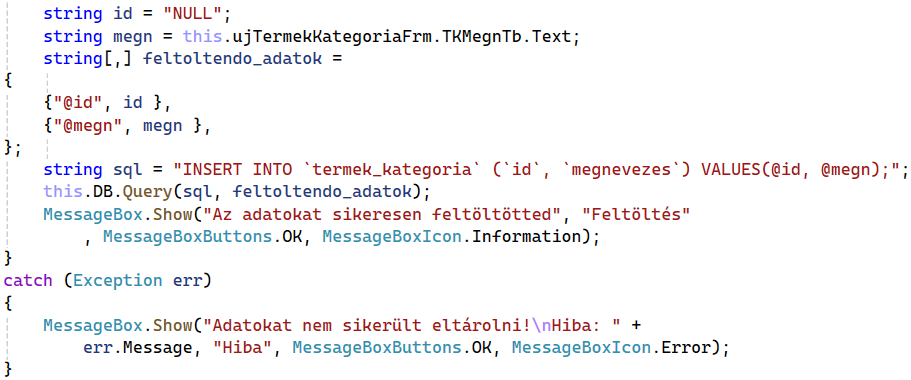 string id = "NULL";
string megn = this.ujTermekKategoriaFrm.TKMegnTb.Text;
string[,] feltoltendo_adatok =
{
{"@id", id },
{"@megn", megn },
};
string sql = "INSERT INTO `termek_kategoria` (`id`, `megnevezes`) VALUES(@id, @megn);";
this.DB.Query(sql, feltoltendo_adatok);
MessageBox.Show("Az adatokat sikeresen feltöltötted", "Feltöltés"
, MessageBoxButtons.OK, MessageBoxIcon.Information);
}
catch (Exception err)
{
MessageBox.Show("Adatokat nem sikerült eltárolni!\nHiba: " +
err.Message, "Hiba", MessageBoxButtons.OK, MessageBoxIcon.Error);
}